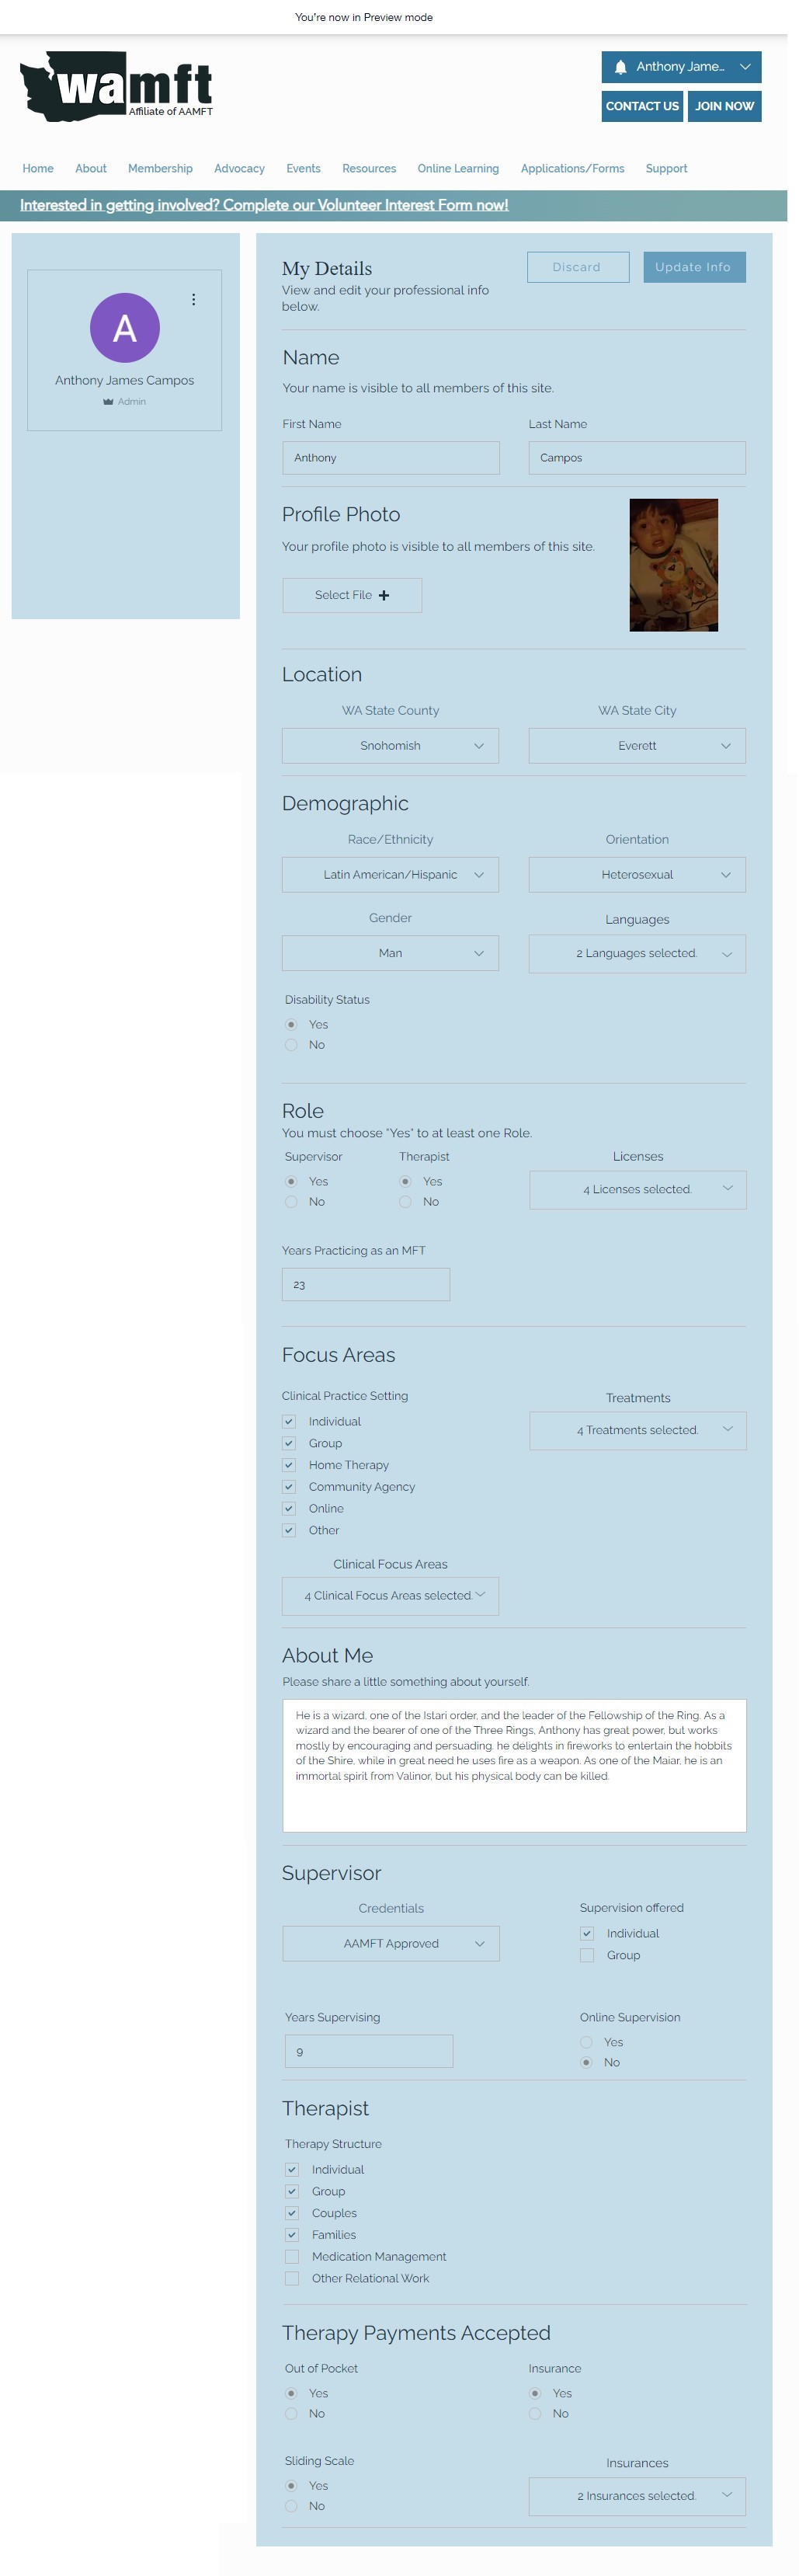 You're now in Preview mode
wamft
Affiliate of AAMFT
Anthony Jame...
CONTACT US JOIN NOW
Home About Membership Advocacy Events Resources Online Learning Applications/Forms Support
Interested in getting involved? Complete our Volunteer Interest Form now!
My Details
Discard Update Info
View and edit your professional info
below.
A
Anthony James Campos
Admin
Name
Your name is visible to all members of this site.
First Name Last Name
Anthony Campos
Profile Photo
Your profile photo is visible to all members of this site.
Select File
Location
WA State County WA State City
Snohomish Everett
Demographic
Race/Ethnicity Orientation
Latin American/Hispanic Heterosexual
Gender Languages
Man 2 Languages selected.
Disability Status
Yes
No
Role
You must choose "Yes" to at least one Role.
Supervisor Therapist Licenses
Yes Yes 4 Licenses selected.
No No
Years Practicing as an MFT
23
Focus Areas
Clinical Practice Setting Treatments
Individual 4 Treatments selected.
Group
Home Therapy
Community Agency
Online
Other
Clinical Focus Areas
4 Clinical Focus Areas selected.
About Me
Please share a little something about yourself.
He is a wizard, one of the Istari order, and the leader of the Fellowship of the Ring. As a
wizard and the bearer of one of the Three Rings, Anthony has great power, but works
mostly by encouraging and persuading. he delights in fireworks to entertain the hobbits
of the Shire, while in great need he uses fire as a weapon. As one of the Maiar, he is an
immortal spirit from Valinor, but his physical body can be killed.
Supervisor
Credentials Supervision offered
AAMFT Approved Individual
Group
Years Supervising Online Supervision
9 Yes
No
Therapist
Therapy Structure
Individual
Group
Couples
Families
Medication Management
Other Relational Work
Therapy Payments Accepted
Out of Pocket Insurance
Yes Yes
No No
Sliding Scale Insurances
Yes 2 Insurances selected.
No